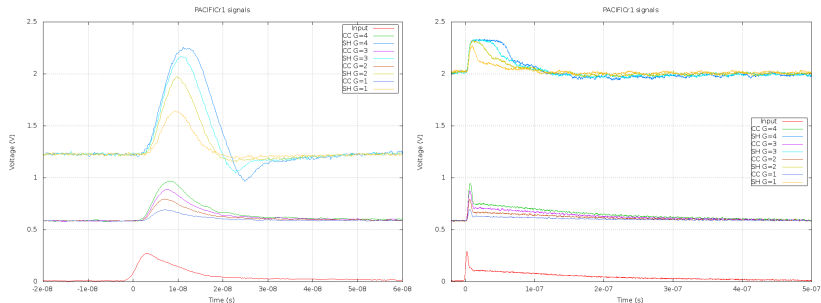 PACIFICr1 signals
2.5
2
1.5
1
0.5
0
Voltage (V)
-2e-08
-1e-08
0
1e-08
2e-08
3e-08
4e-08
5e-08
6e-08
Time (s)
Input
CC G=4
SH G=4
CC G=3
SH G=3
CC G=2
SH G=2
CC G=1
SH G=1
PACIFICr1 signals
2.5
2
1.5
1
0.5
0
Voltage (V)
0
1e-07
2e-07
3e-07
4e-07
5e-07
Time (s)
Input
CC G=4
SH G=4
CC G=3
SH G=3
CC G=2
SH G=2
CC G=1
SH G=1